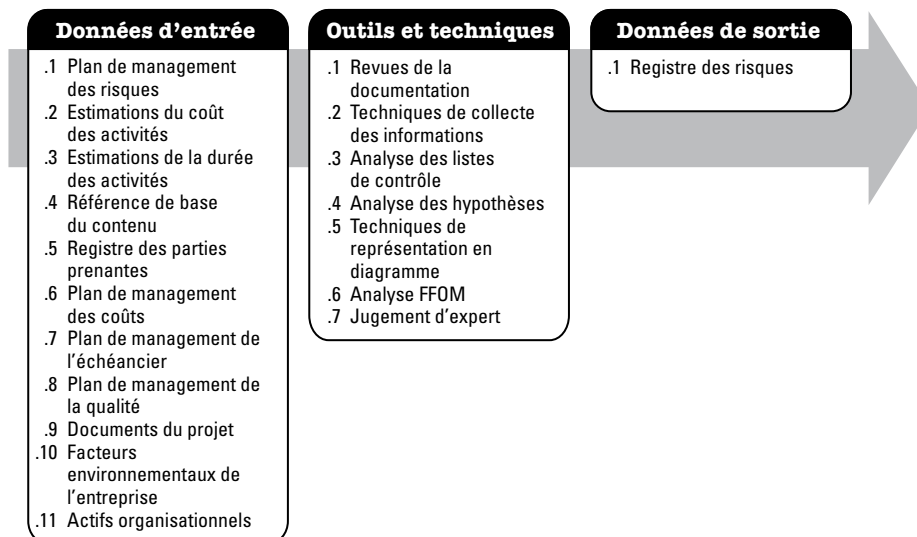 Données d'entrée
.1 Plan de management
des risques
.2 Estimations du coût
des activités
.3 Estimations de la durée
des activités
.4 Référence de base
du contenu
.5 Registre des parties
prenantes
.6 Plan de management
des coûts
.7 Plan de management de
l'échéancier
.8 Plan de management de
la qualité
.9 Documents du projet
.10 Facteurs
environnementaux de
l'entreprise
.11 Actifs organisationnels
Outils et techniques
.1 Revues de la
documentation
.2 Techniques de collecte
des informations
.3 Analyse des listes
de contrôle
.4 Analyse des hypothèses
.5 Techniques de
représentation en
diagramme
.6 Analyse FFOM
.7 Jugement d'expert
Données de sortie
.1 Registre des risques